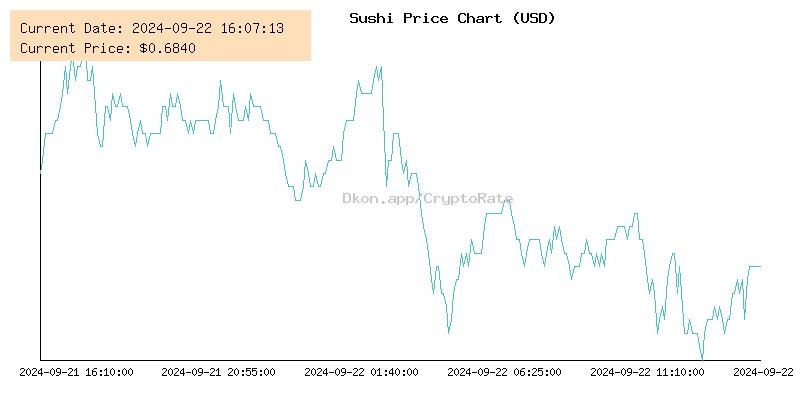 Sushi Price Chart (USD)
Current Date: 2024-09-22 16:07:13
Current Price: $0.6840
Dkon.app/CryptoRate
2024-09-21 16:10:00
2024-09-21 20:55:00
2024-09-22 01:40:00
2024-09-22 06:25:00
2024-09-22 11:10:00
2024-09-22